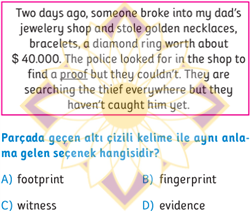 Two days ago, someone broke into my dad's
jewelery shop and stole golden necklaces,
bracelets, a diamond ring worth about
$ 40.000. The police looked for in the shop to
find a proof but they couldn't. They are
searching the thief everywhere but they
haven't caught him yet.
Parçada geçen altı çizili kelime ile aynı anla-
ma gelen seçenek hangisidir?
A) footprint B) fingerprint
C) witness D) evidence